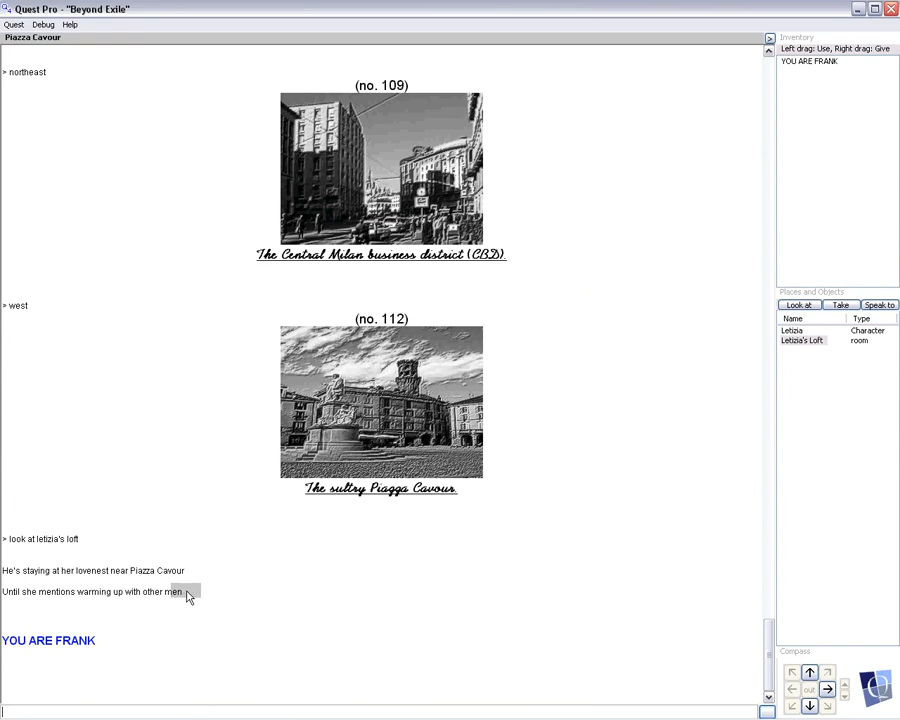 Quest Pro - "Beyond Exile"
Quest Debug Help
Piazza Cavour
> northeast
(no. 109)
The Central Milan business district (CBD).
> west
(no. 112)
The sultry Piazza Cavour.
> look at letizia's loft
He's staying at her lovenest near Piazza Cavour
Until she mentions warming up with other men
YOU ARE FRANK
Inventory
Left drag: Use, Right drag: Give
YOU ARE FRANK
Places and Objects
Look at Take Speak to
Name Type
Letizia Character
Letizia's Loft room
Compass
out